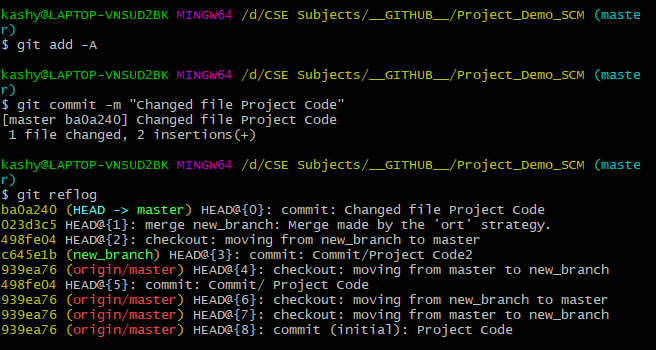 kashy@LAPTOP-VNSUD2BK MINGW64 /d/CSE Subjects/__GITHUB__/Project_Demo_SCM (maste
r)
$ git add -A
kashy@LAPTOP-VNSUD2BK MINGW64 /d/CSE Subjects/__GITHUB__/Project_Demo_SCM (maste
r)
$ git commit -m "Changed file Project Code"
[master ba0a240] Changed file Project Code
 1 file changed, 2 insertions(+)
kashy@LAPTOP-VNSUD2BK MINGW64 /d/CSE Subjects/__GITHUB__/Project_Demo_SCM (maste
r)
$ git reflog
ba0a240 (HEAD -> master) HEAD@{0}: commit: Changed file Project Code
023d3c5 HEAD@{1}: merge new_branch: Merge made by the 'ort' strategy.
498fe04 HEAD@{2}: checkout: moving from new_branch to master
c645e1b (new_branch) HEAD@{3}: commit: Commit/Project Code2
939ea76 (origin/master) HEAD@{4}: checkout: moving from master to new_branch
498fe04 HEAD@{5}: commit: Commit/ Project Code
939ea76 (origin/master) HEAD@{6}: checkout: moving from new_branch to master
939ea76 (origin/master) HEAD@{7}: checkout: moving from master to new_branch
939ea76 (origin/master) HEAD@{8}: commit (initial): Project Code